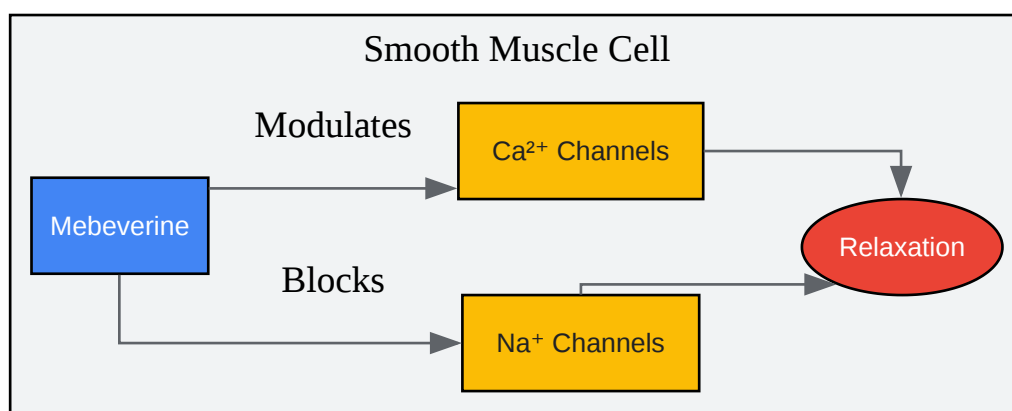 Smooth Muscle Cell
Modulates
Ca²⁺ Channels
Mebeverine
Relaxation
Blocks
Na⁺ Channels